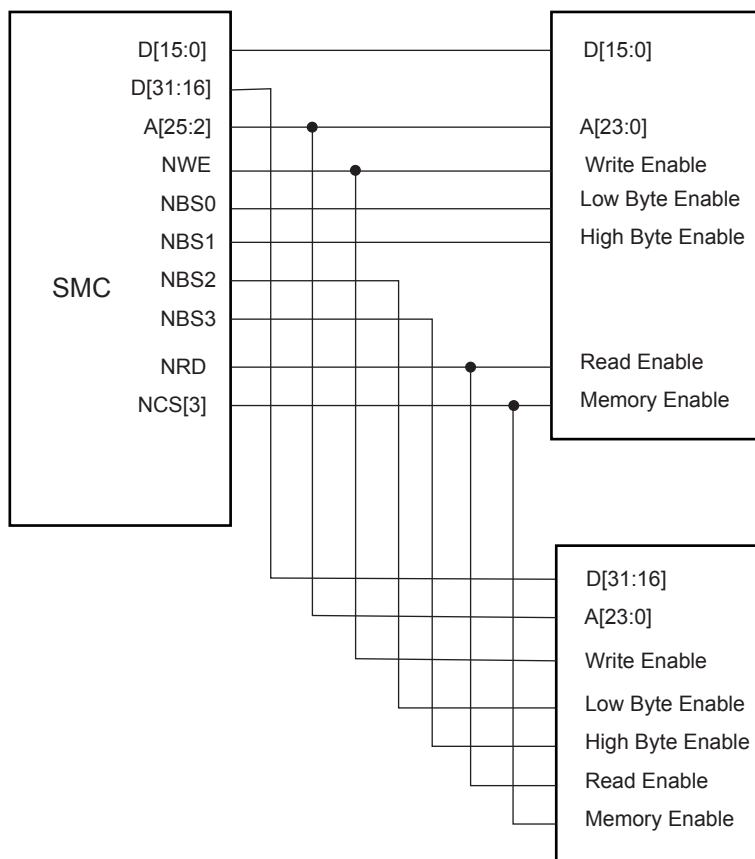 D[15:0]
D[31:16]
A[25:2]
NWE
NBS0
NBS1
NBS2
NBS3
NRD
NCS[3]
SMC
D[15:0]
A[23:0]
Write Enable
Low Byte Enable
High Byte Enable
Read Enable
Memory Enable
D[31:16]
A[23:0]
Write Enable
Low Byte Enable
High Byte Enable
Read Enable
Memory Enable